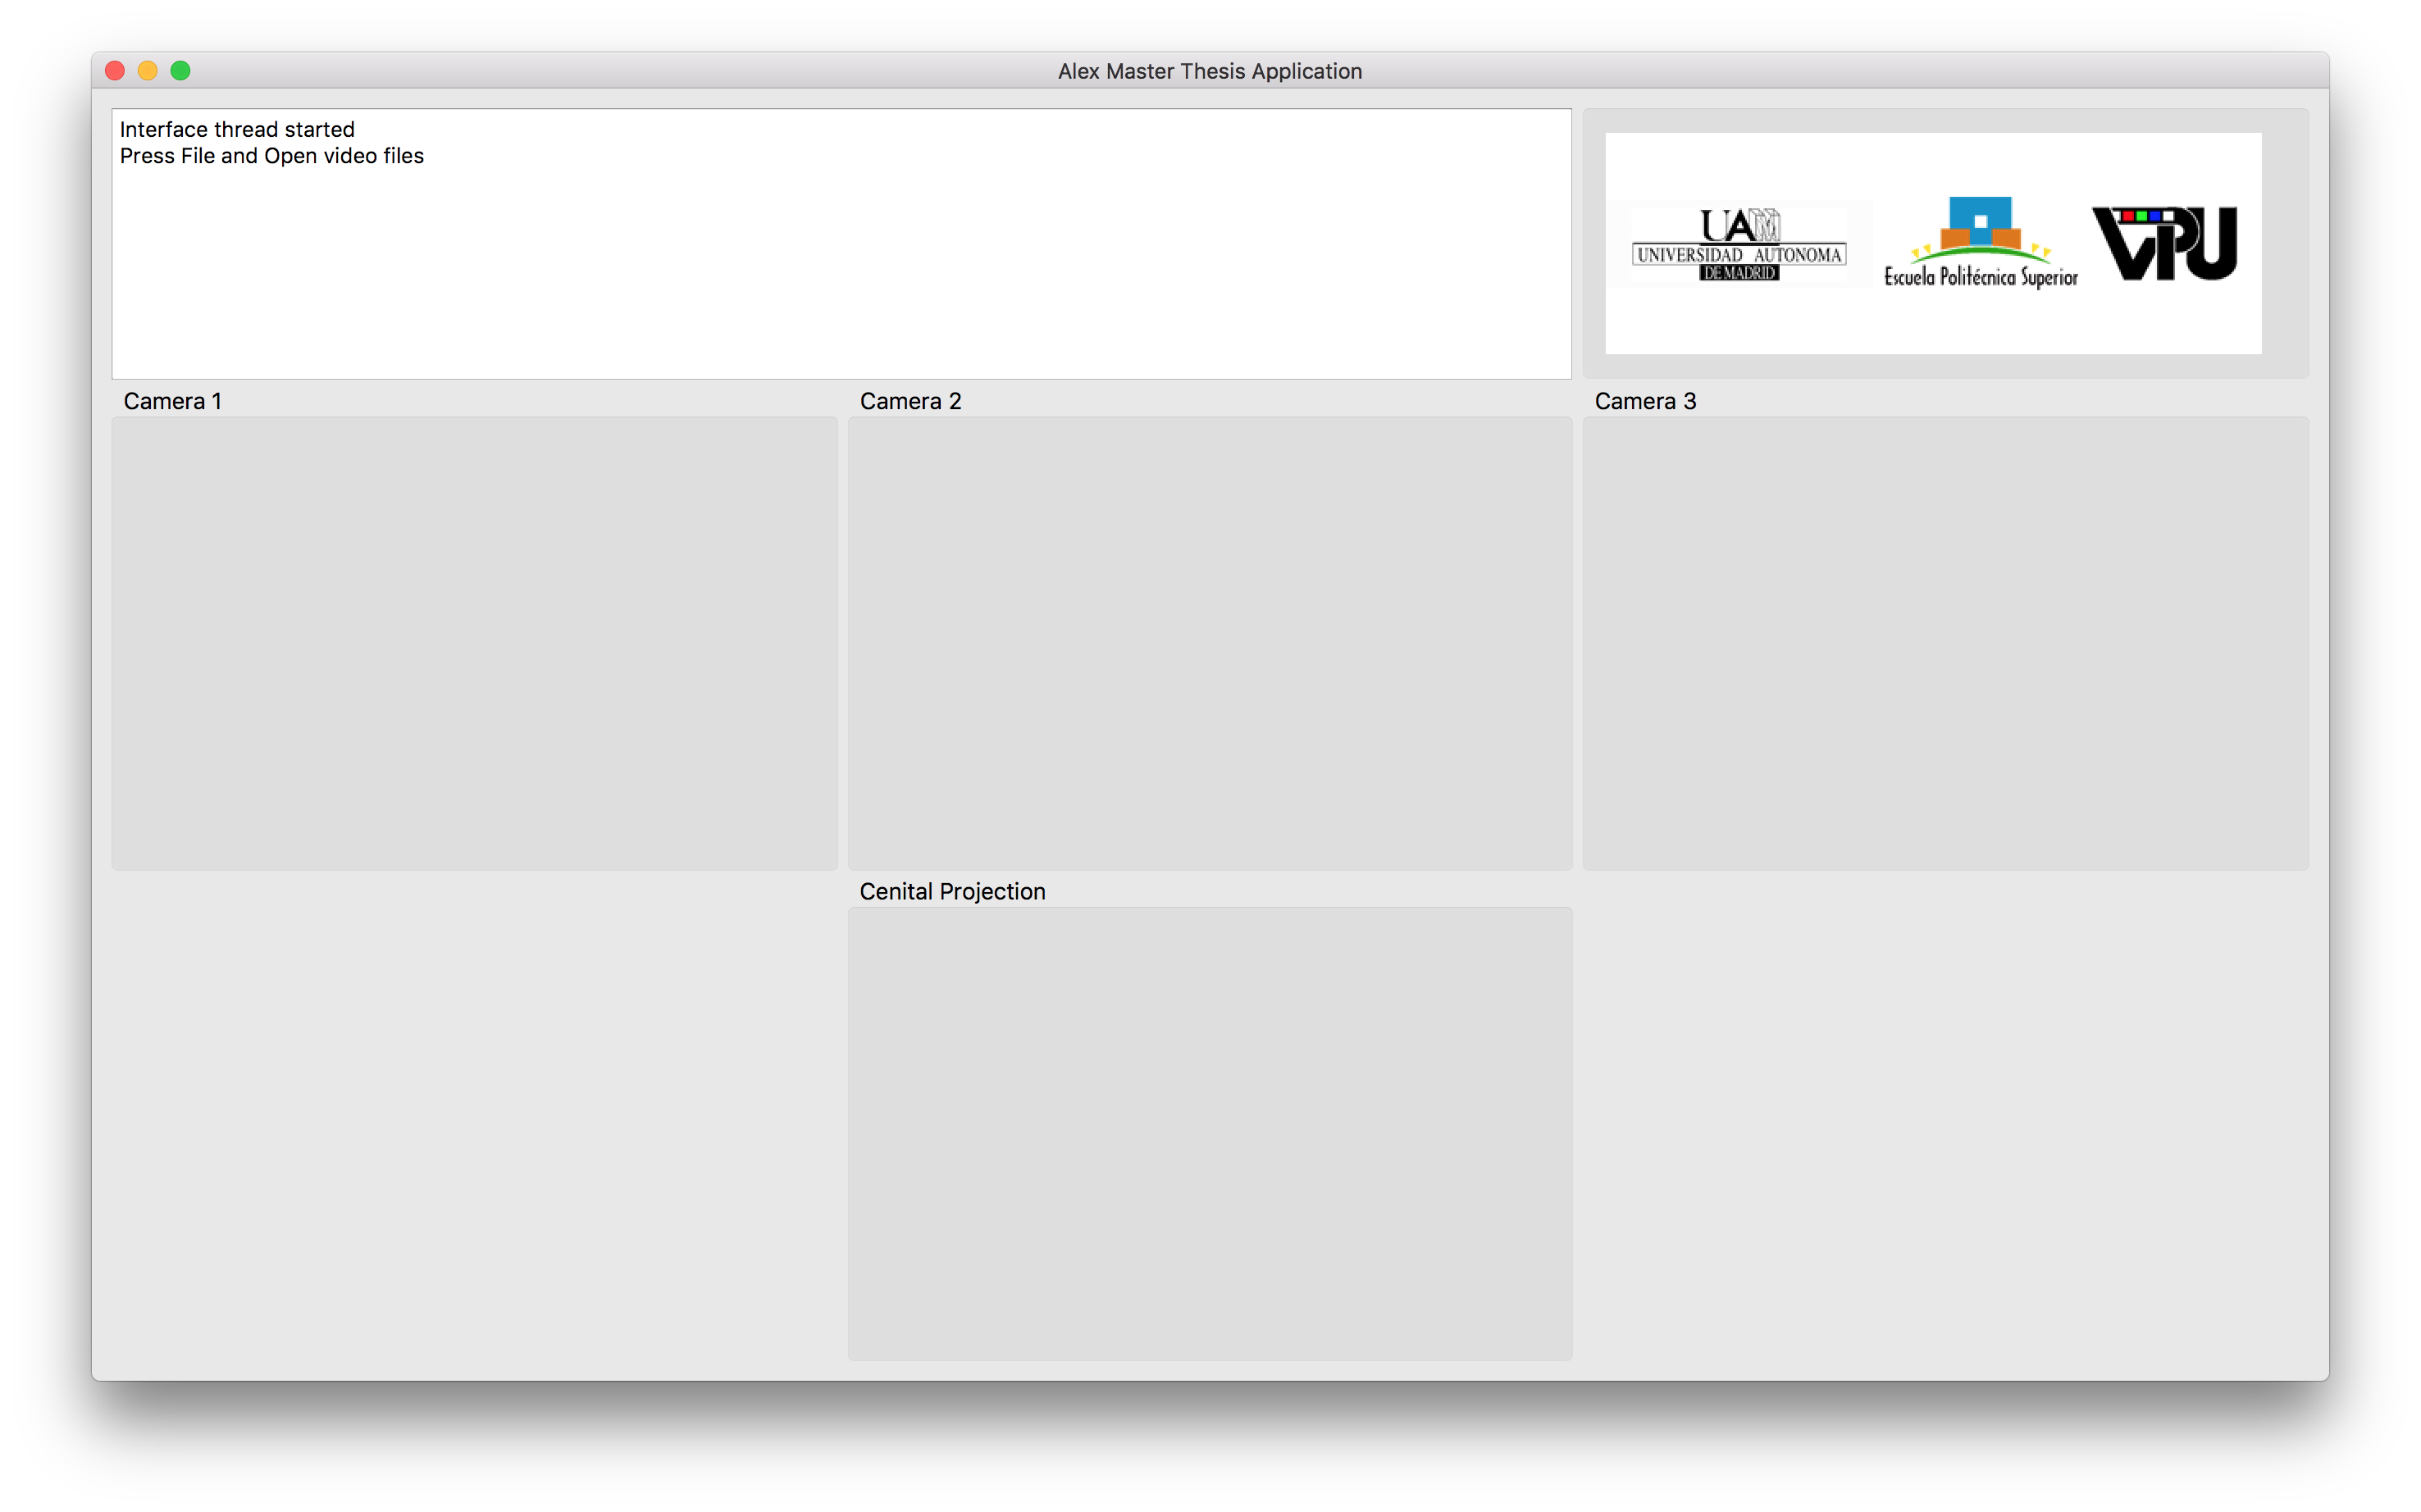 Alex Master Thesis Application
Interface thread started
Press File and Open video files
UAM
UNIVERSIDAD AUTONOMA
DE MADRID
Escuela Politécnica Superior
VPU
Camera 1
Camera 2
Camera 3
Cenital Projection